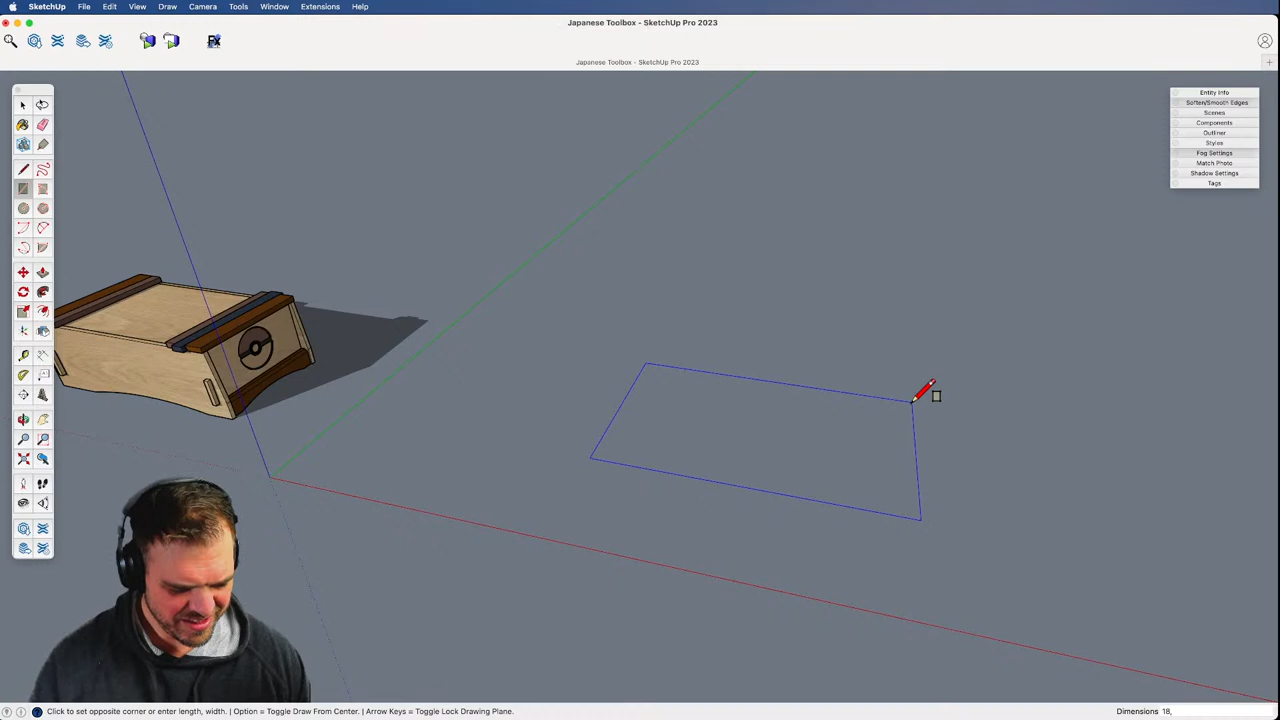 SketchUp File Edit View Draw Camera Tools Window Extensions Help
Japanese Toolbox - SketchUp Pro 2023
Japanese Toolbox - SketchUp Pro 2023
Entity Info
Soften/Smooth Edges
Scenes
Components
Outliner
Styles
Fog Settings
Match Photo
Shadow Settings
Tags
Click to set opposite corner or enter length, width. | Option = Toggle Draw From Center. | Arrow Keys = Toggle Lock Drawing Plane.
Dimensions 18,